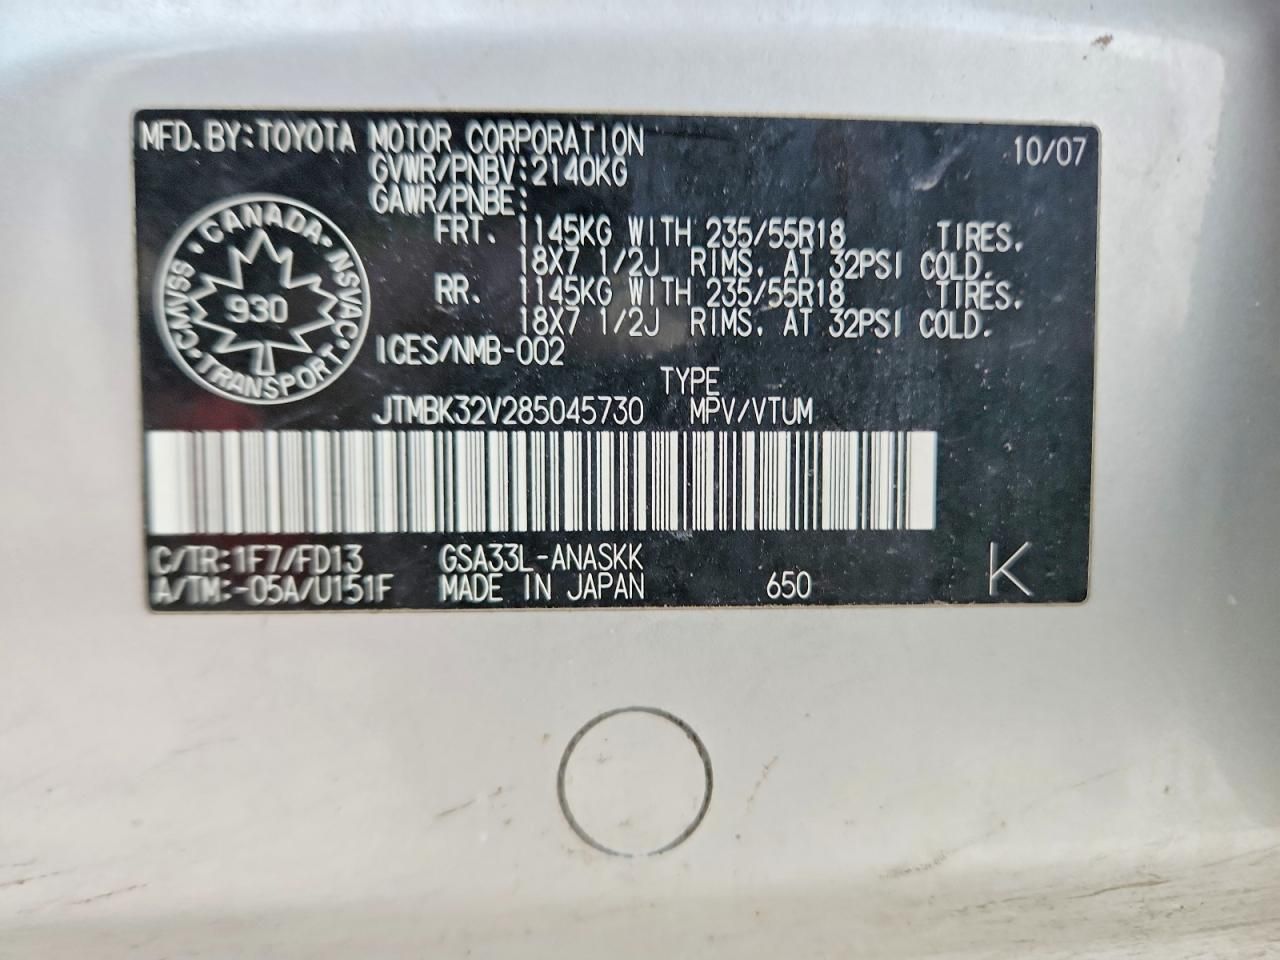 MFD. BY: TOYOTA MOTOR CORPORATION 10/07
GVWR/PNBV: 2140KG
GAWR/PNBE:
FRT. 1145KG WITH 235/55R18 TIRES.
18X7 1/2J RIMS. AT 32PSI COLD.
RR. 1145KG WITH 235/55R18 TIRES.
18X7 1/2J RIMS. AT 32PSI COLD.
ICES/NMB-002
CANADA · NSVAC · TRANSPORT · CMVSS ·
930
TYPE
JTMBK32V285045730 MPV/VTUM
C/TR: 1F7/FD13 GSA33L-ANASKK
A/TM: -05A/U151F MADE IN JAPAN 650 K